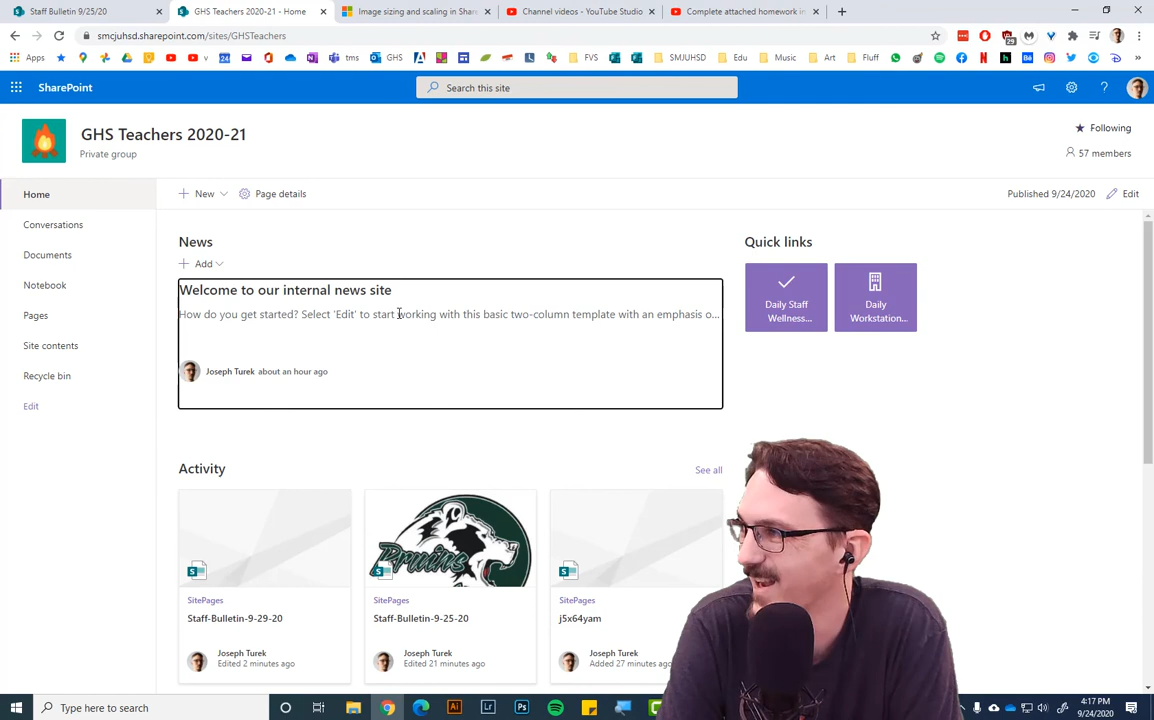 Staff Bulletin 9/25/20
GHS Teachers 2020-21 - Home
Image sizing and scaling in Share
Channel videos - YouTube Studio
Complete attached homework in
smcjuhsd.sharepoint.com/sites/GHSTeachers
29
Apps
v
24
tms
GHS
FVS
SMJUHSD
Edu
Music
Art
Fluff
SharePoint
Search this site
GHS Teachers 2020-21
Private group
Following
57 members
Home
Conversations
Documents
Notebook
Pages
Site contents
Recycle bin
Edit
New
Page details
Published 9/24/2020
Edit
News
Add
Welcome to our internal news site
How do you get started? Select 'Edit' to start working with this basic two-column template with an emphasis o...
Joseph Turek about an hour ago
Quick links
Daily Staff
Wellness...
Daily
Workstation...
Activity
See all
Bruins
SitePages
Staff-Bulletin-9-29-20
Joseph Turek
Edited 2 minutes ago
SitePages
Staff-Bulletin-9-25-20
Joseph Turek
Edited 21 minutes ago
SitePages
j5x64yam
Joseph Turek
Added 27 minutes
Type here to search
4:17 PM
9/24/2020